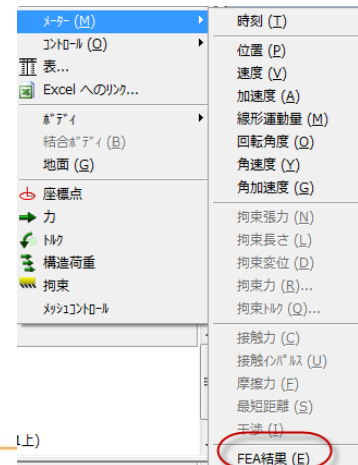 ﾒｰﾀｰ (M)
ｺﾝﾄﾛｰﾙ (O)
表...
Excel へのﾘﾝｸ...
ﾎﾞﾃﾞｨ
結合ﾎﾞﾃﾞｨ (B)
地面 (G)
座標点
力
ﾄﾙｸ
構造荷重
拘束
ﾒｯｼｭｺﾝﾄﾛｰﾙ
上)
時刻 (T)
位置 (P)
速度 (V)
加速度 (A)
線形運動量 (M)
回転角度 (O)
角速度 (Y)
角加速度 (G)
拘束張力 (N)
拘束長さ (L)
拘束変位 (D)
拘束力 (R)...
拘束ﾄﾙｸ (Q)...
接触力 (C)
接触ｲﾝﾊﾟﾙｽ (U)
摩擦力 (F)
最短距離 (S)
干渉 (I)
FEA結果 (E)